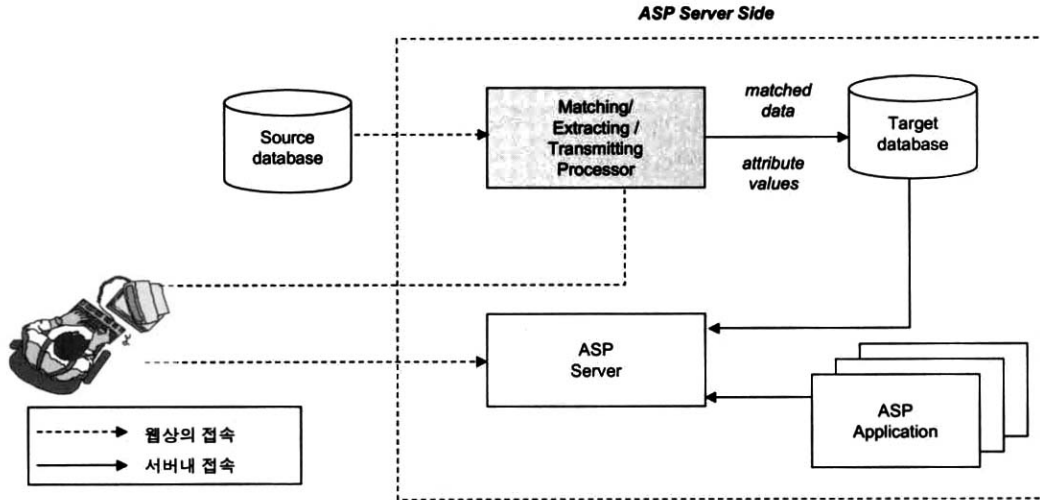 ASP Server Side
Source
database
Matching/
Extracting /
Transmitting
Processor
matched
data
attribute
values
Target
database
ASP
Server
ASP
Application
웹상의 접속
서버내 접속